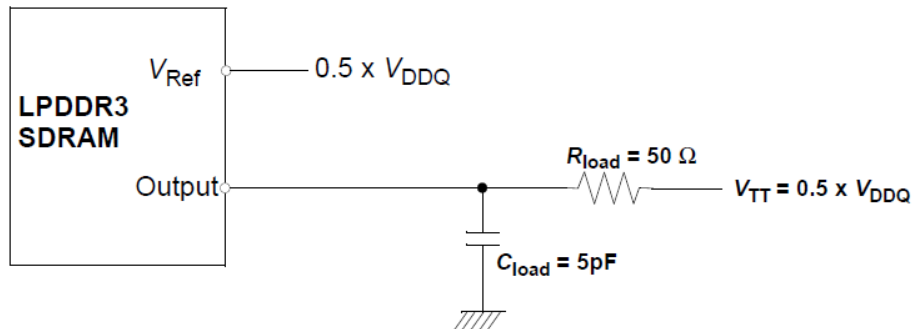 V_Ref
0.5 x V_DDQ
LPDDR3
SDRAM
Output
R_load = 50 Ω
V_TT = 0.5 x V_DDQ
C_load = 5pF